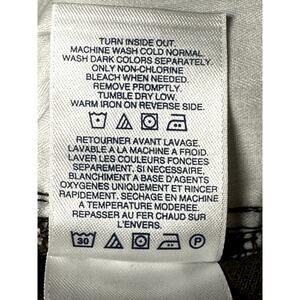 TURN INSIDE OUT.
MACHINE WASH COLD NORMAL.
WASH DARK COLORS SEPARATELY.
ONLY NON-CHLORINE
BLEACH WHEN NEEDED.
REMOVE PROMPTLY.
TUMBLE DRY LOW.
WARM IRON ON REVERSE SIDE.
RETOURNER AVANT LAVAGE.
LAVABLE A LA MACHINE A FROID.
LAVER LES COULEURS FONCEES
SEPAREMENT. SI NECESSAIRE,
BLANCHIMENT A BASE D'AGENTS
OXYGENES UNIQUEMENT ET RINCER
RAPIDEMENT. SECHAGE EN MACHINE
A TEMPERATURE MODEREE.
REPASSER AU FER CHAUD SUR
L'ENVERS.
30 P